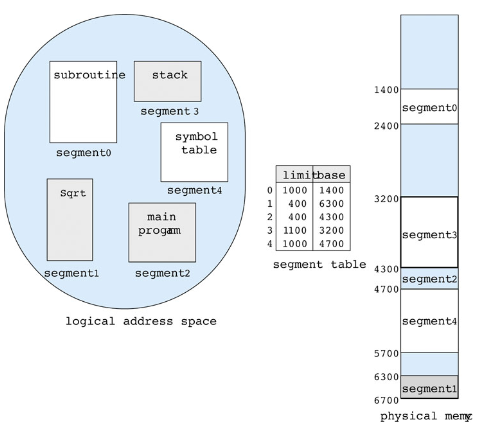 subroutine
stack
segment 3
segment0
symbol
table
segment4
Sqrt
main
progam
segment1
segment2
logical address space
limit base
0 1000 1400
1 400 6300
2 400 4300
3 1100 3200
4 1000 4700
segment table
1400
segment0
2400
3200
segment3
4300
segment2
4700
segment4
5700
6300
segment1
6700
physical